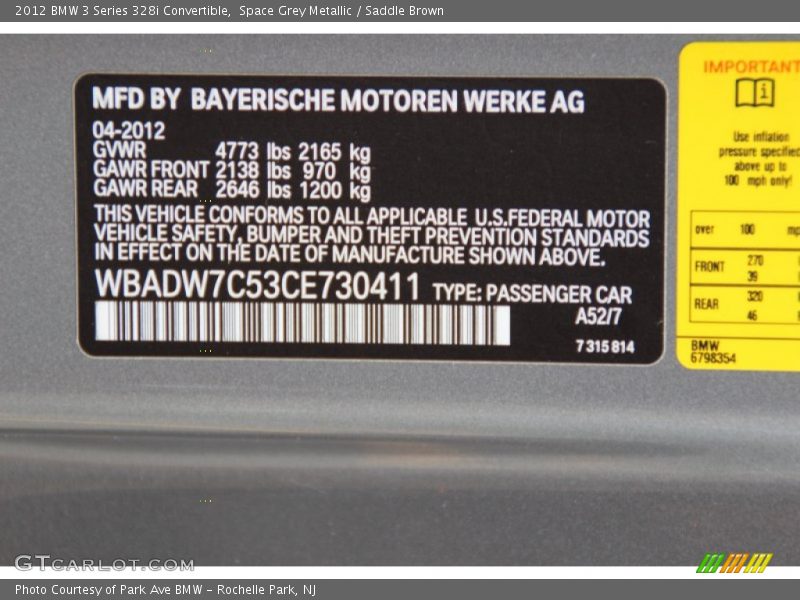 2012 BMW 3 Series 328i Convertible,  Space Grey Metallic / Saddle Brown
MFD BY BAYERISCHE MOTOREN WERKE AG
04-2012
GVWR 4773 lbs 2165 kg
GAWR FRONT 2138 lbs 970 kg
GAWR REAR 2646 lbs 1200 kg
THIS VEHICLE CONFORMS TO ALL APPLICABLE U.S.FEDERAL MOTOR
VEHICLE SAFETY, BUMPER AND THEFT PREVENTION STANDARDS
IN EFFECT ON THE DATE OF MANUFACTURE SHOWN ABOVE.
WBADW7C53CE730411 TYPE: PASSENGER CAR
A52/7
7 315 814
IMPORTANT
i
Use inflation
pressure specified
above up to
100 mph only!
over 100 mp
FRONT 270
39
REAR 320
46
BMW
6798354
GTCARLOT.COM
Photo Courtesy of Park Ave BMW - Rochelle Park, NJ